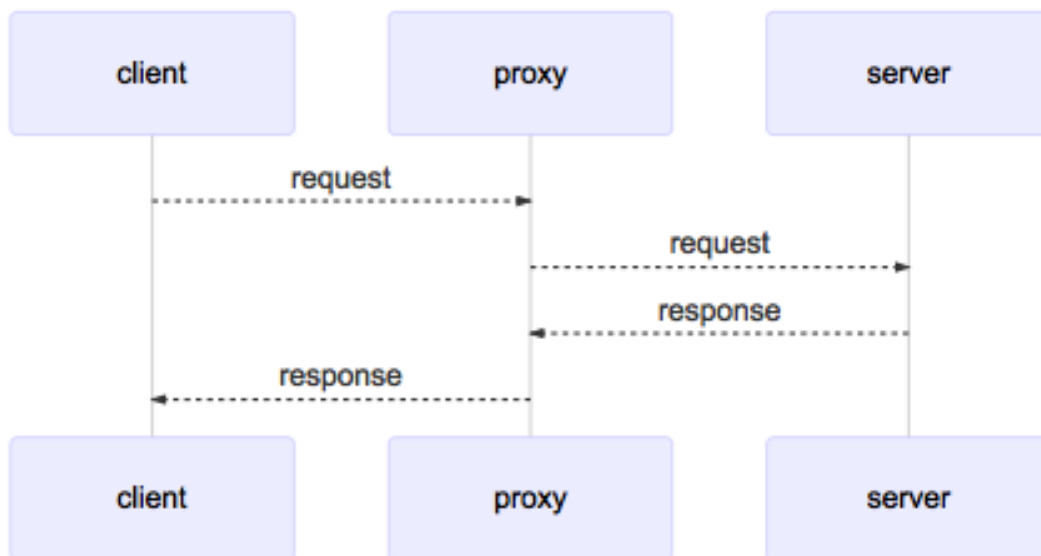 client proxy server
request
request
response
response
client proxy server